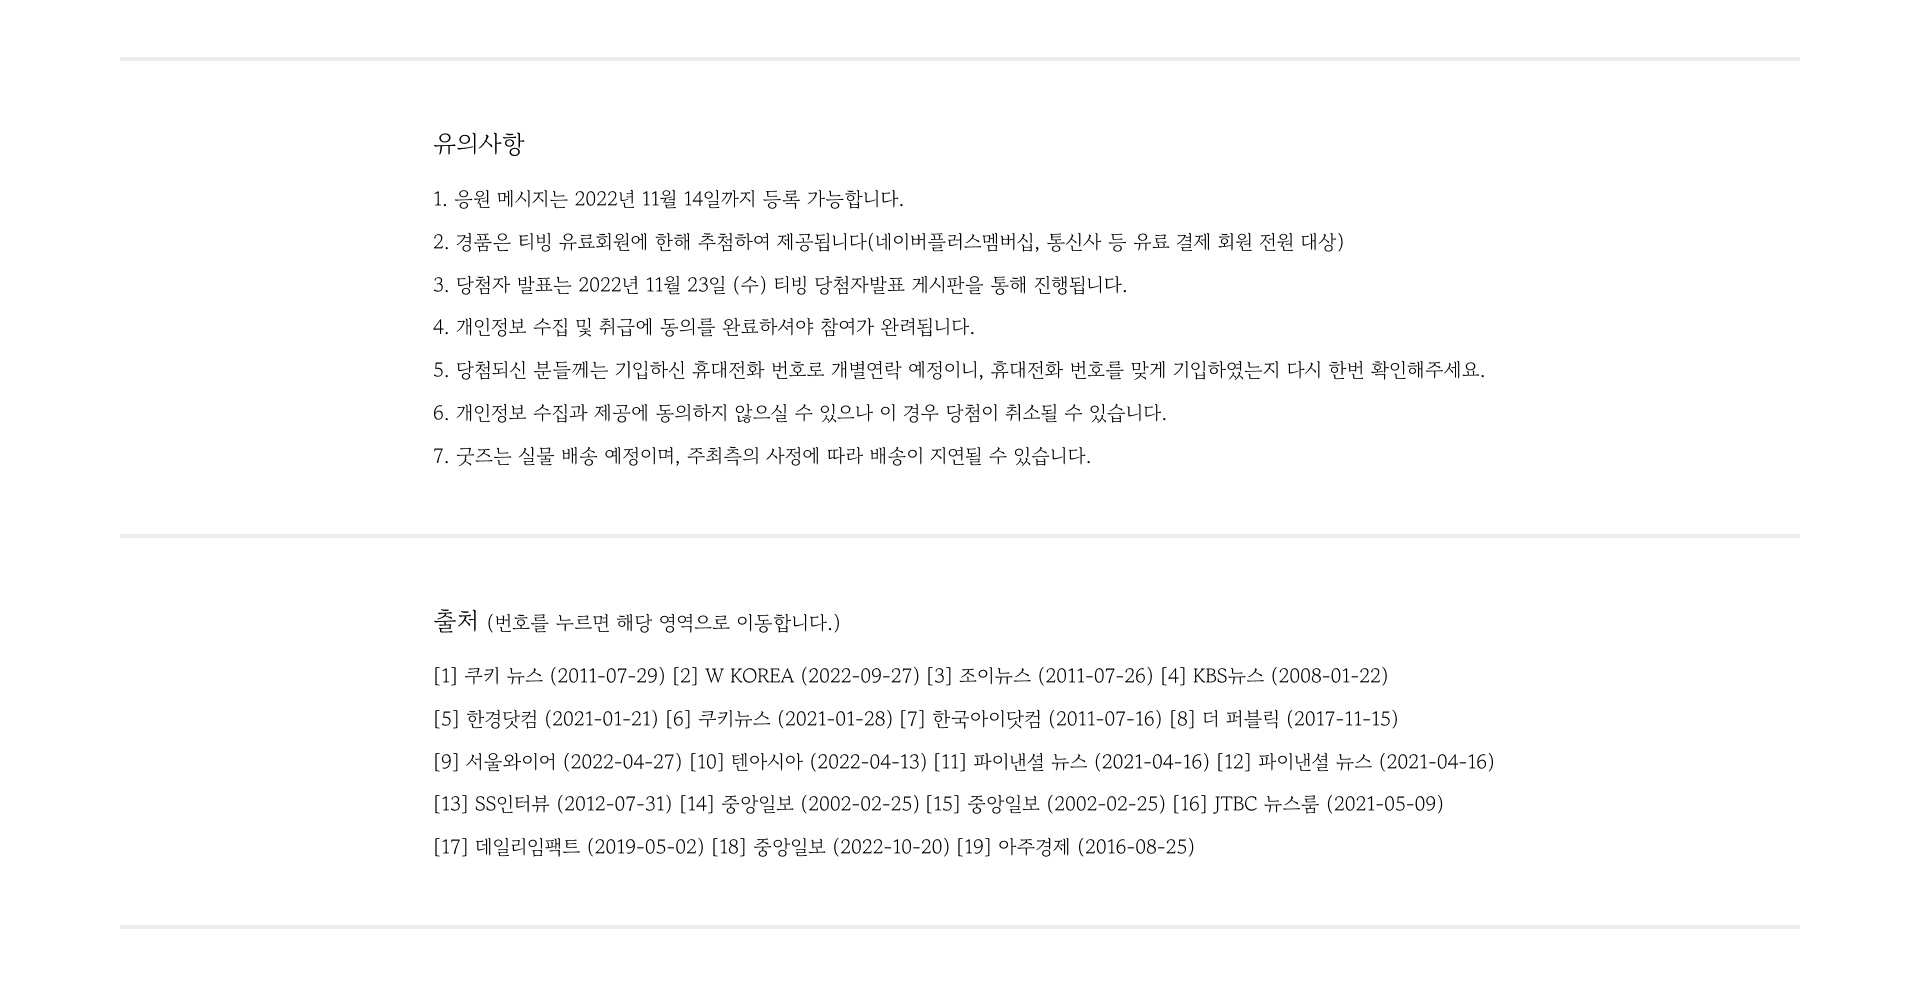 유의사항
1. 응원 메시지는 2022년 11월 14일까지 등록 가능합니다.
2. 경품은 티빙 유료회원에 한해 추첨하여 제공됩니다(네이버플러스멤버십, 통신사 등 유료 결제 회원 전원 대상)
3. 당첨자 발표는 2022년 11월 23일 (수) 티빙 당첨자발표 게시판을 통해 진행됩니다.
4. 개인정보 수집 및 취급에 동의를 완료하셔야 참여가 완려됩니다.
5. 당첨되신 분들께는 기입하신 휴대전화 번호로 개별연락 예정이니, 휴대전화 번호를 맞게 기입하였는지 다시 한번 확인해주세요.
6. 개인정보 수집과 제공에 동의하지 않으실 수 있으나 이 경우 당첨이 취소될 수 있습니다.
7. 굿즈는 실물 배송 예정이며, 주최측의 사정에 따라 배송이 지연될 수 있습니다.
출처 (번호를 누르면 해당 영역으로 이동합니다.)
[1] 쿠키 뉴스 (2011-07-29) [2] W KOREA (2022-09-27) [3] 조이뉴스 (2011-07-26) [4] KBS뉴스 (2008-01-22)
[5] 한경닷컴 (2021-01-21) [6] 쿠키뉴스 (2021-01-28) [7] 한국아이닷컴 (2011-07-16) [8] 더 퍼블릭 (2017-11-15)
[9] 서울와이어 (2022-04-27) [10] 텐아시아 (2022-04-13) [11] 파이낸셜 뉴스 (2021-04-16) [12] 파이낸셜 뉴스 (2021-04-16)
[13] SS인터뷰 (2012-07-31) [14] 중앙일보 (2002-02-25) [15] 중앙일보 (2002-02-25) [16] JTBC 뉴스룸 (2021-05-09)
[17] 데일리임팩트 (2019-05-02) [18] 중앙일보 (2022-10-20) [19] 아주경제 (2016-08-25)